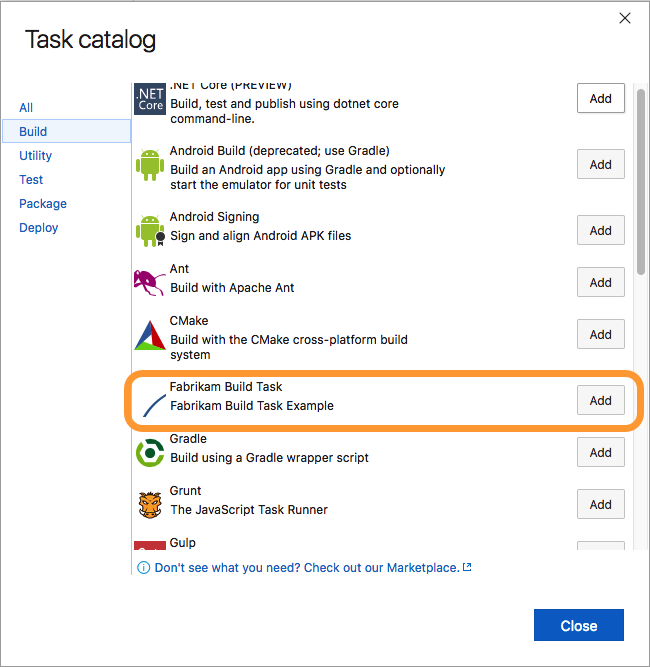 Task catalog
All
Build
Utility
Test
Package
Deploy
.NET Core (PREVIEW)
.NET
Core
Build, test and publish using dotnet core
command-line.
Add
Android Build (deprecated; use Gradle)
Build an Android app using Gradle and optionally
start the emulator for unit tests
Add
Android Signing
Sign and align Android APK files
Add
Ant
Build with Apache Ant
Add
CMake
Build with the CMake cross-platform build
system
Add
Fabrikam Build Task
Fabrikam Build Task Example
Add
Gradle
Build using a Gradle wrapper script
Add
Grunt
The JavaScript Task Runner
Add
Gulp
Don't see what you need? Check out our Marketplace.
Close